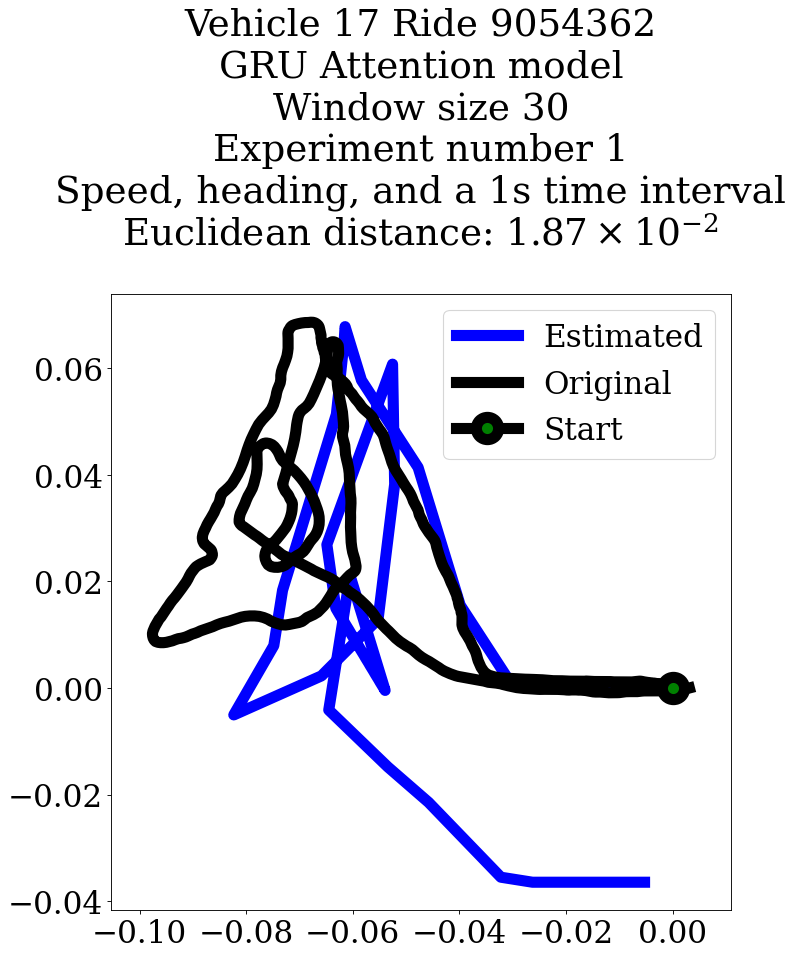 Vehicle 17 Ride 9054362
GRU Attention model
Window size 30
Experiment number 1
Speed, heading, and a 1s time interval
Euclidean distance: 1.87 × 10⁻²
Estimated
Original
Start
0.06
0.04
0.02
0.00
−0.02
−0.04
−0.10 −0.08 −0.06 −0.04 −0.02 0.00